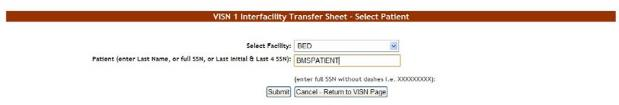 VISN 1 Interfacility Transfer Sheet - Select Patient
Select Facility: BED
Patient (enter Last Name, or full SSN, or Last Initial & Last 4 SSN): BMSPATIENT
(enter full SSN without dashes i.e. XXXXXXXXX);
Submit Cancel - Return to VISN Page